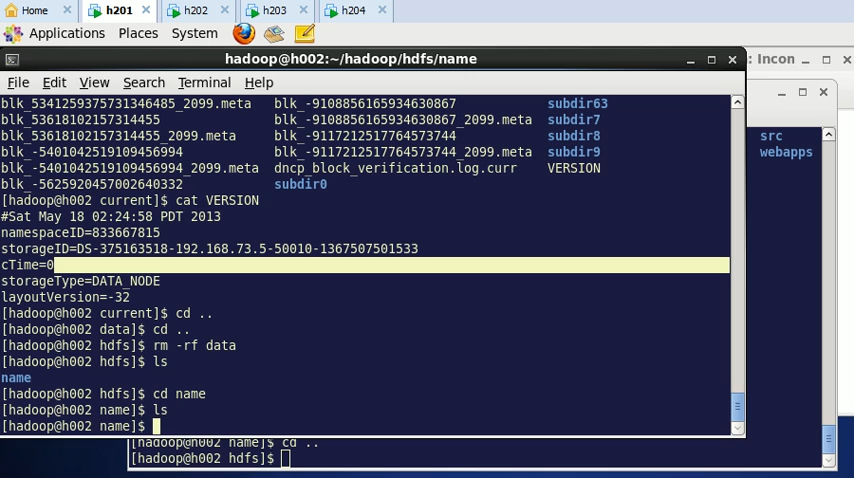 Home h201 h202 h203 h204
Applications Places System
hadoop@h002:~/hadoop/hdfs/name
: Incon
File Edit View Search Terminal Help
blk_5341259375731346485_2099.meta blk_-9108856165934630867 subdir63
blk_53618102157314455 blk_-9108856165934630867_2099.meta subdir7
blk_53618102157314455_2099.meta blk_-9117212517764573744 subdir8
blk_-5401042519109456994 blk_-9117212517764573744_2099.meta subdir9
blk_-5401042519109456994_2099.meta dncp_block_verification.log.curr VERSION
blk_-5625920457002640332 subdir0
src
webapps
[hadoop@h002 current]$ cat VERSION
#Sat May 18 02:24:58 PDT 2013
namespaceID=833667815
storageID=DS-375163518-192.168.73.5-50010-1367507501533
cTime=0
storageType=DATA_NODE
layoutVersion=-32
[hadoop@h002 current]$ cd ..
[hadoop@h002 data]$ cd ..
[hadoop@h002 hdfs]$ rm -rf data
[hadoop@h002 hdfs]$ ls
name
[hadoop@h002 hdfs]$ cd name
[hadoop@h002 name]$ ls
[hadoop@h002 name]$
[hadoop@h002 name]$ cd ..
[hadoop@h002 hdfs]$